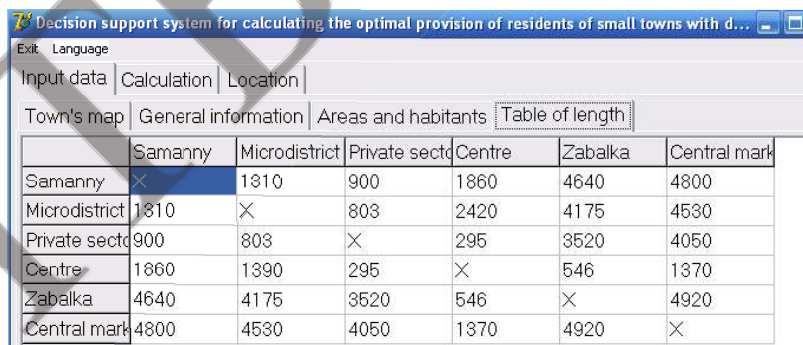 Decision support system for calculating the optimal provision of residents of small towns with d...
Exit Language
Input data Calculation Location
Town's map General information Areas and habitants Table of length
Samanny Microdistrict Private secto Centre Zabalka Central mark
Samanny X 1310 900 1860 4640 4800
Microdistrict 1310 X 803 2420 4175 4530
Private secto 900 803 X 295 3520 4050
Centre 1860 1390 295 X 546 1370
Zabalka 4640 4175 3520 546 X 4920
Central mark 4800 4530 4050 1370 4920 X